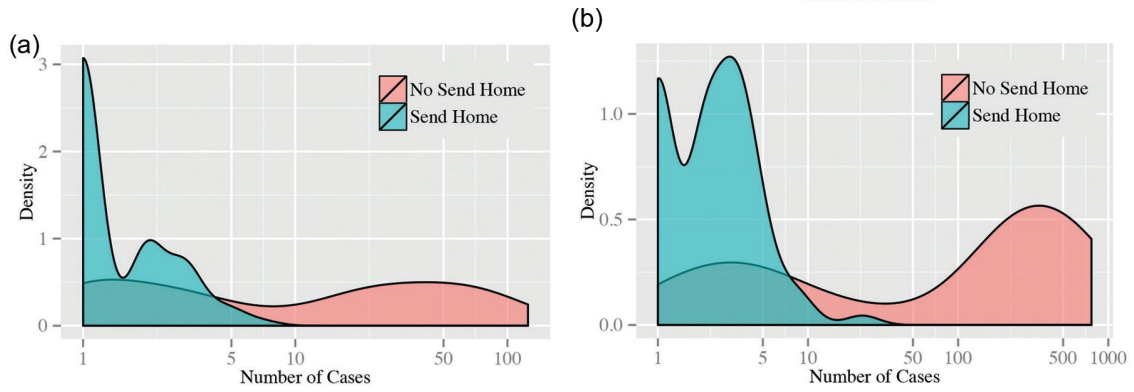 (a)
3
2
1
0
Density
No Send Home
Send Home
1 5 10 50 100
Number of Cases
(b)
1.0
0.5
0.0
Density
No Send Home
Send Home
1 5 10 50 100 500 1000
Number of Cases